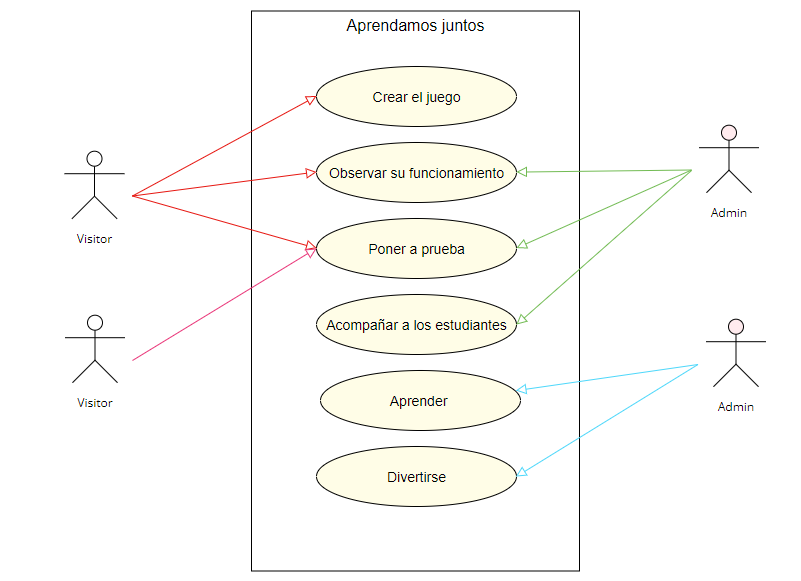 Aprendamos juntos
Crear el juego
Observar su funcionamiento
Poner a prueba
Acompañar a los estudiantes
Aprender
Divertirse
Visitor
Visitor
Admin
Admin